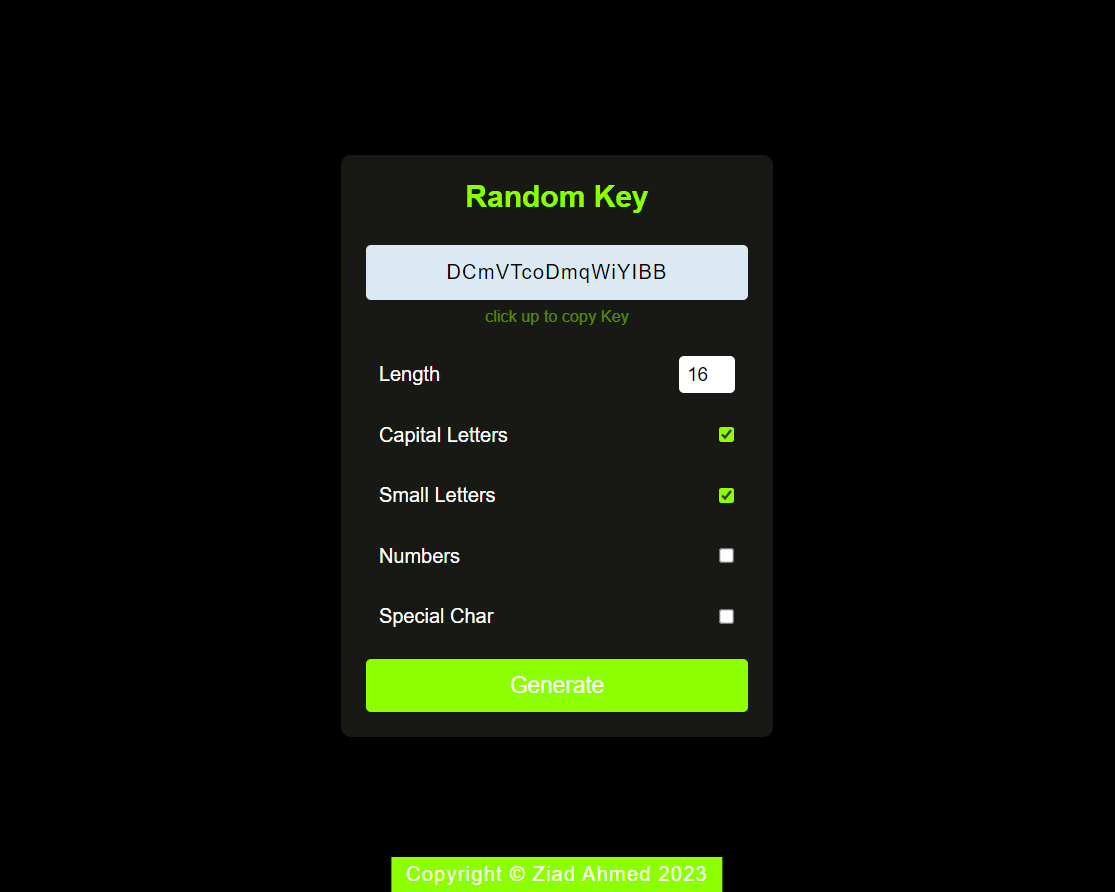 Random Key
DCmVTcoDmqWiYIBB
click up to copy Key
Length 16
Capital Letters
Small Letters
Numbers
Special Char
Generate
Copyright © Ziad Ahmed 2023